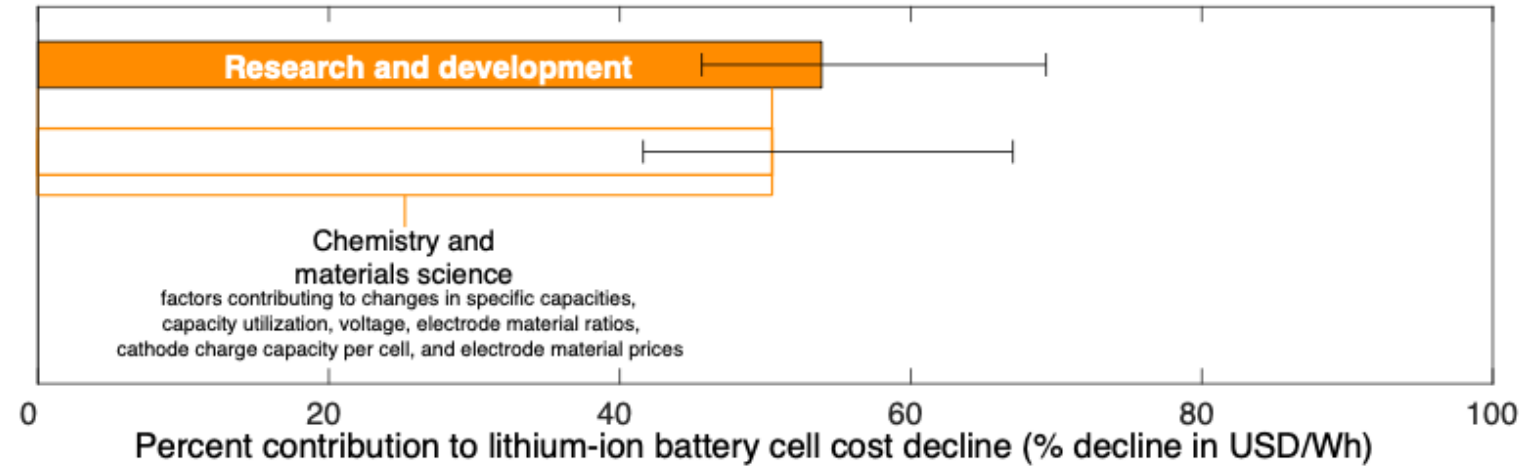 Research and development
Chemistry and
materials science
factors contributing to changes in specific capacities,
capacity utilization, voltage, electrode material ratios,
cathode charge capacity per cell, and electrode material prices
0 20 40 60 80 100
Percent contribution to lithium-ion battery cell cost decline (% decline in USD/Wh)